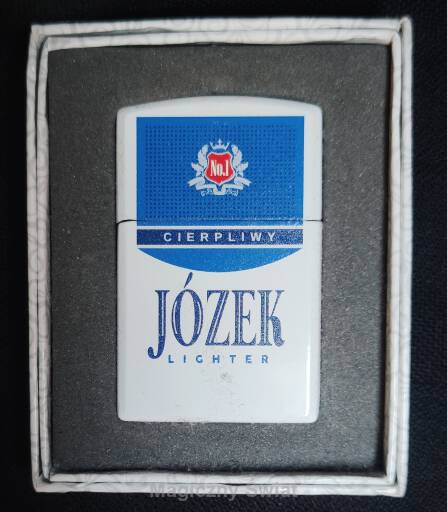 No.1
CIERPLIWY
JÓZEK
LIGHTER
Magiczny Świat